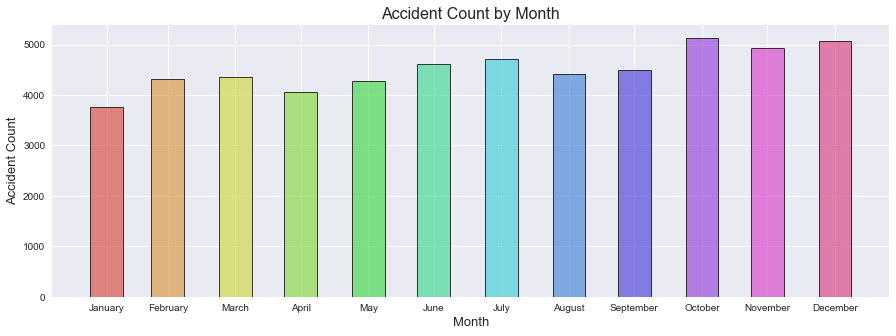 Accident Count by Month
Accident Count
5000
4000
3000
2000
1000
0
January February March April May June July August September October November December
Month